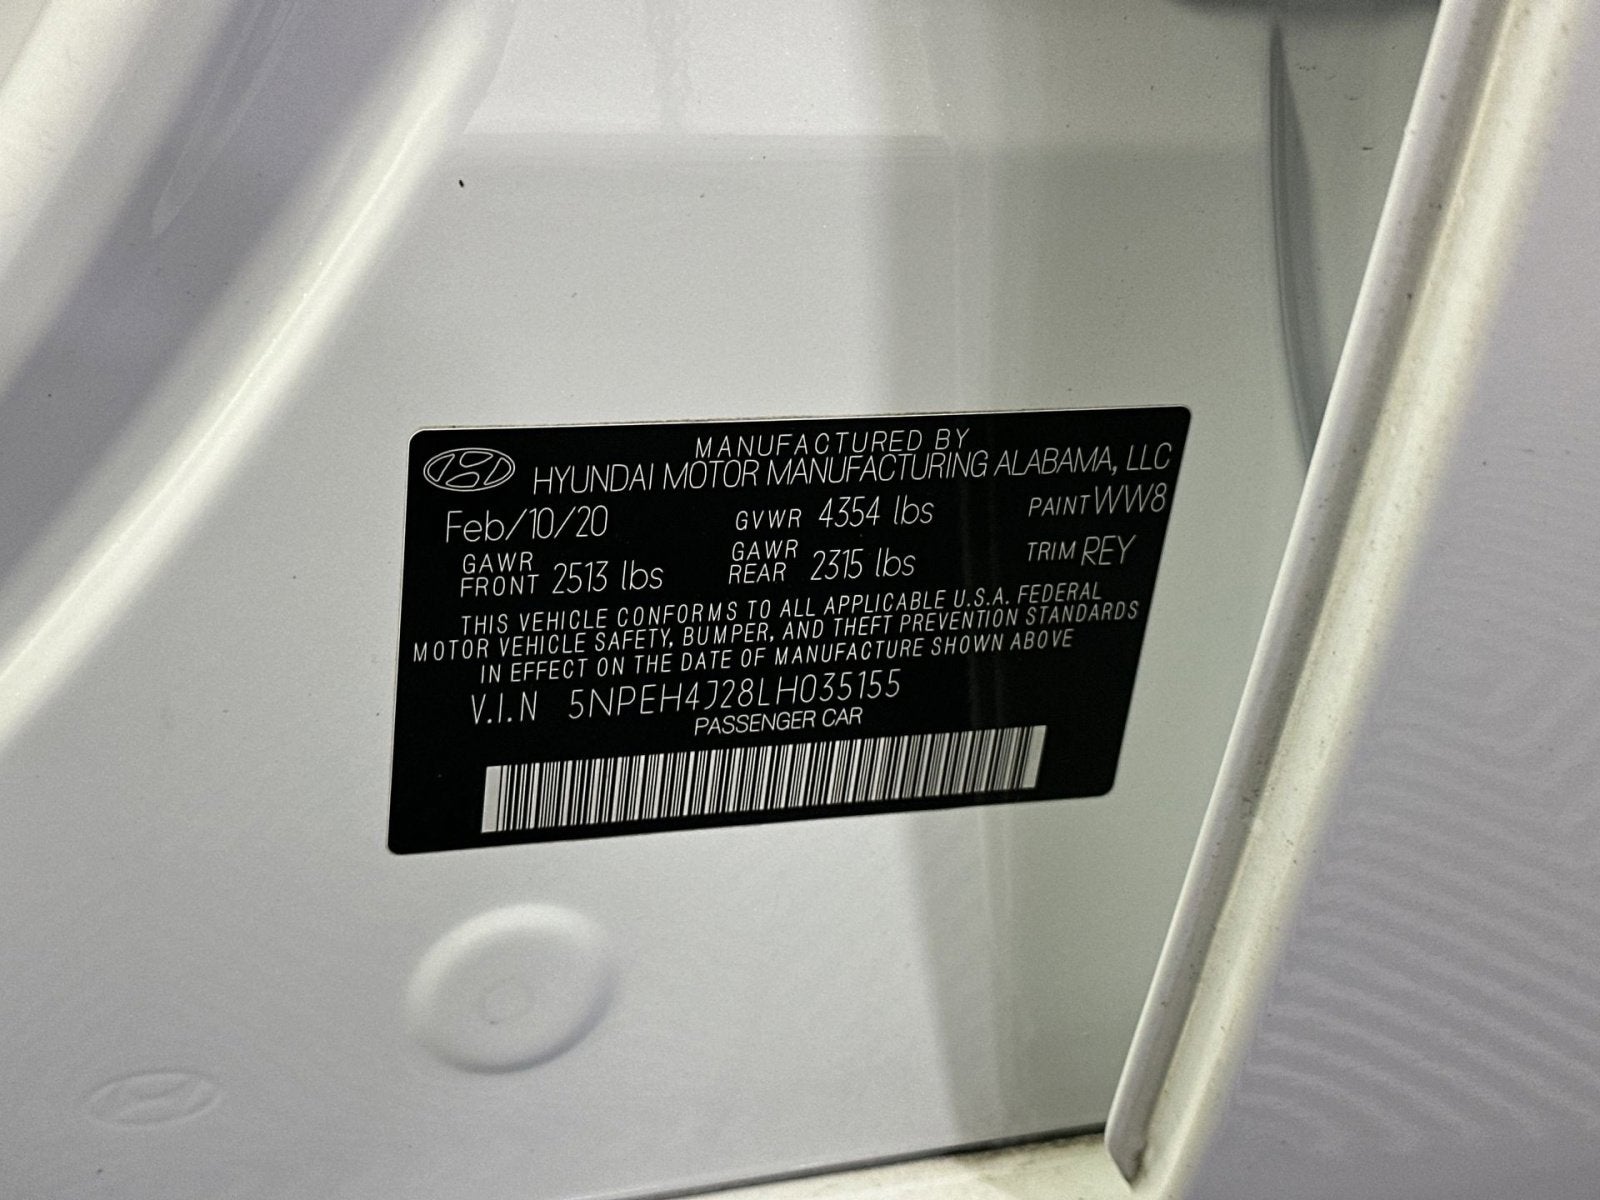 MANUFACTURED BY
HYUNDAI MOTOR MANUFACTURING ALABAMA, LLC
Feb/10/20 GVWR 4354 lbs PAINT WW8
GAWR FRONT 2513 lbs GAWR REAR 2315 lbs TRIM REY
THIS VEHICLE CONFORMS TO ALL APPLICABLE U.S.A. FEDERAL
MOTOR VEHICLE SAFETY, BUMPER, AND THEFT PREVENTION STANDARDS
IN EFFECT ON THE DATE OF MANUFACTURE SHOWN ABOVE
V.I.N 5NPEH4J28LH035155
PASSENGER CAR